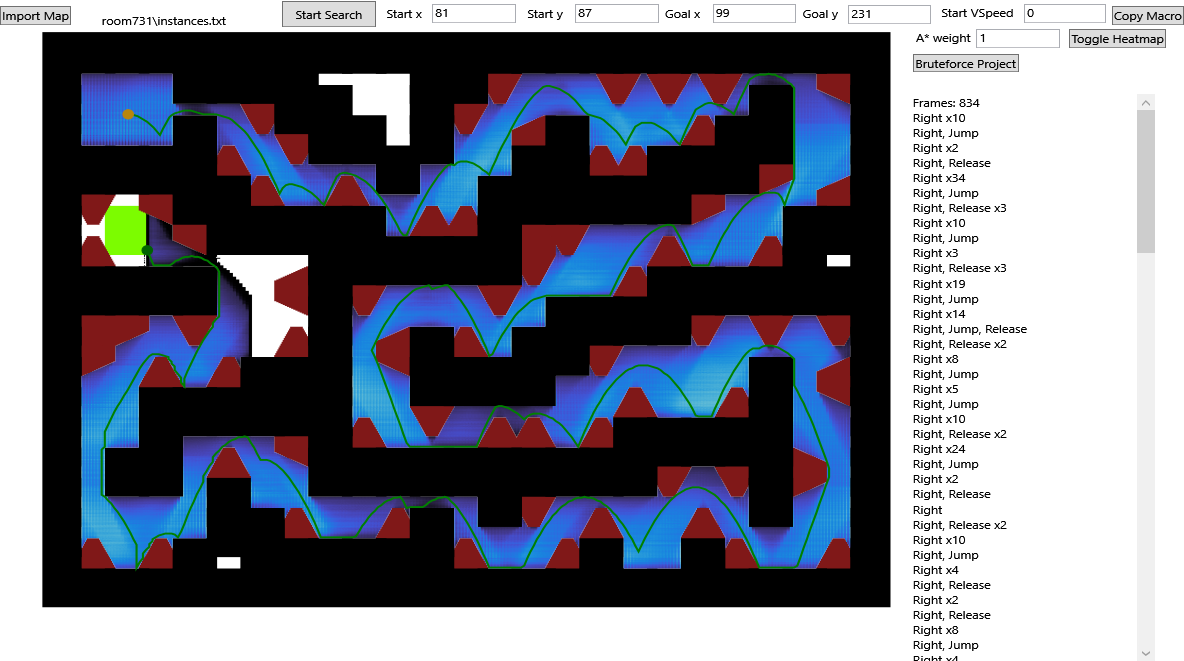 Import Map
room731\instances.txt
Start Search
Start x 81
Start y 87
Goal x 99
Goal y 231
Start VSpeed 0
Copy Macro
A* weight 1
Toggle Heatmap
Bruteforce Project
Frames: 834
Right x10
Right, Jump
Right x2
Right, Release
Right x34
Right, Jump
Right, Release x3
Right x10
Right, Jump
Right x3
Right, Release x3
Right x19
Right, Jump
Right x14
Right, Jump, Release
Right, Release x2
Right x8
Right, Jump
Right x5
Right, Jump
Right x10
Right, Release x2
Right x24
Right, Jump
Right x2
Right, Release
Right
Right, Release x2
Right x10
Right, Jump
Right x4
Right, Release
Right x2
Right, Release
Right x8
Right, Jump
Right x4